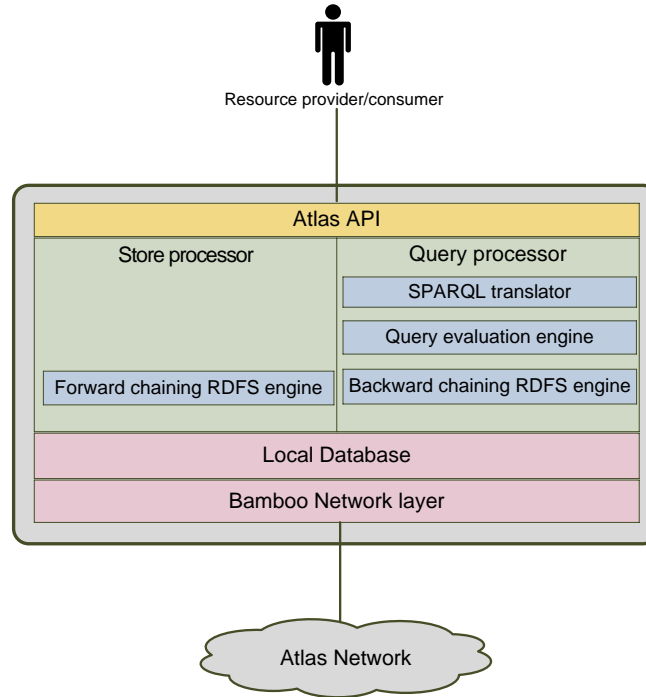 Resource provider/consumer
Atlas API
Store processor
Query processor
SPARQL translator
Query evaluation engine
Forward chaining RDFS engine
Backward chaining RDFS engine
Local Database
Bamboo Network layer
Atlas Network